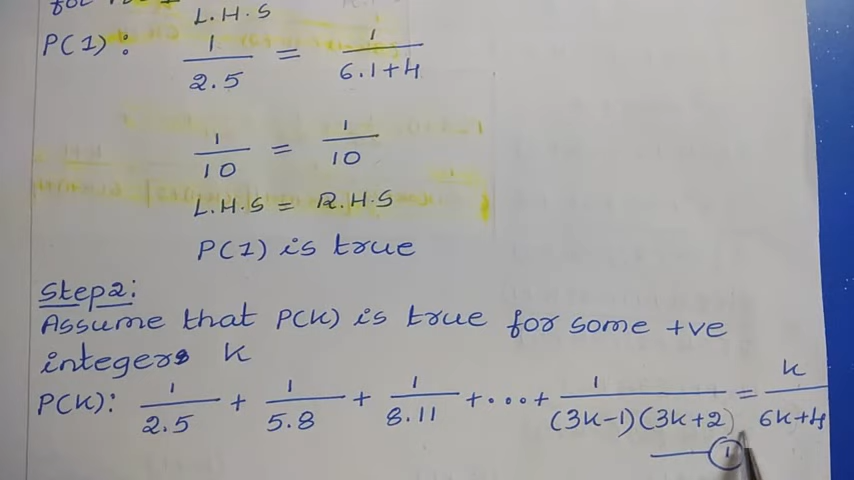 for n=1
L.H.S
P(1): 1/2.5 = 1/6.1+4
1/10 = 1/10
L.H.S = R.H.S
P(1) is true
Step2:
Assume that P(K) is true for some +ve
integers K
P(K): 1/2.5 + 1/5.8 + 1/8.11 +...+ 1/(3K-1)(3K+2) = K/6K+4
1